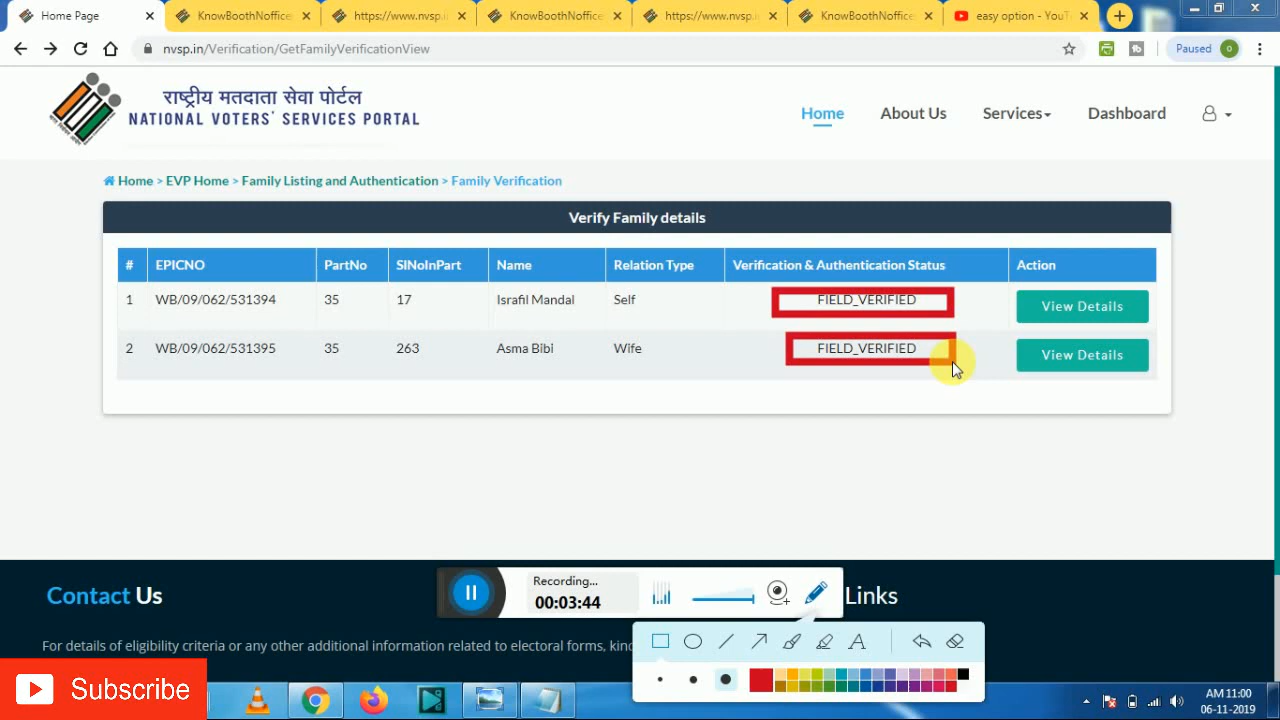 Home Page
KnowBoothNoffice
https://www.nvsp.in/
KnowBoothNoffice
https://www.nvsp.in
KnowBoothNoffice
easy option - YouT
nvsp.in/Verification/GetFamilyVerificationView
Paused 0
राष्ट्रीय मतदाता सेवा पोर्टल
NATIONAL VOTERS' SERVICES PORTAL
Home About Us Services Dashboard
Home > EVP Home > Family Listing and Authentication > Family Verification
Verify Family details
# EPICNO PartNo SlNoInPart Name Relation Type Verification & Authentication Status Action
1 WB/09/062/531394 35 17 Israfil Mandal Self FIELD_VERIFIED View Details
2 WB/09/062/531395 35 263 Asma Bibi Wife FIELD_VERIFIED View Details
Contact Us
Links
Recording...
00:03:44
For details of eligibility criteria or any other additional information related to electoral forms,
A
Subscribe
AM 11:00
06-11-2019